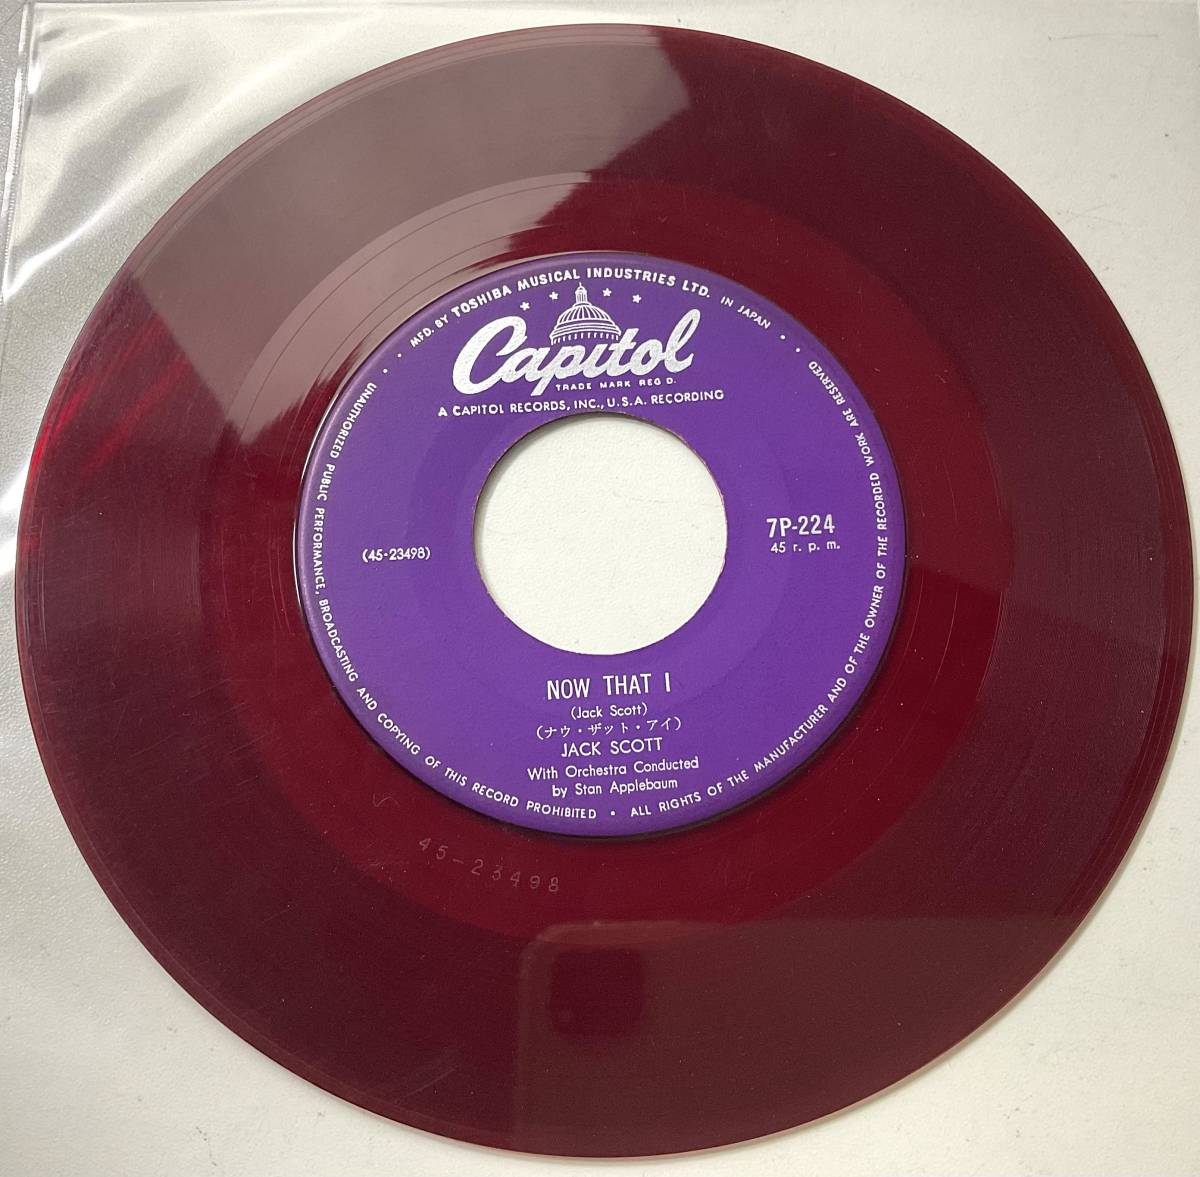 MFD. BY TOSHIBA MUSICAL INDUSTRIES LTD. IN JAPAN
Capitol
TRADE MARK REG D.
A CAPITOL RECORDS, INC., U.S.A. RECORDING
7P-224
45 r. p. m.
(45-23498)
NOW THAT I
(Jack Scott)
(ナウ・ザット・アイ)
JACK SCOTT
With Orchestra Conducted
by Stan Applebaum
UNAUTHORIZED PUBLIC PERFORMANCE, BROADCASTING AND COPYING OF THIS RECORD PROHIBITED • ALL RIGHTS OF THE MANUFACTURER AND OF THE OWNER OF THE RECORDED WORK ARE RESERVED
45-23498